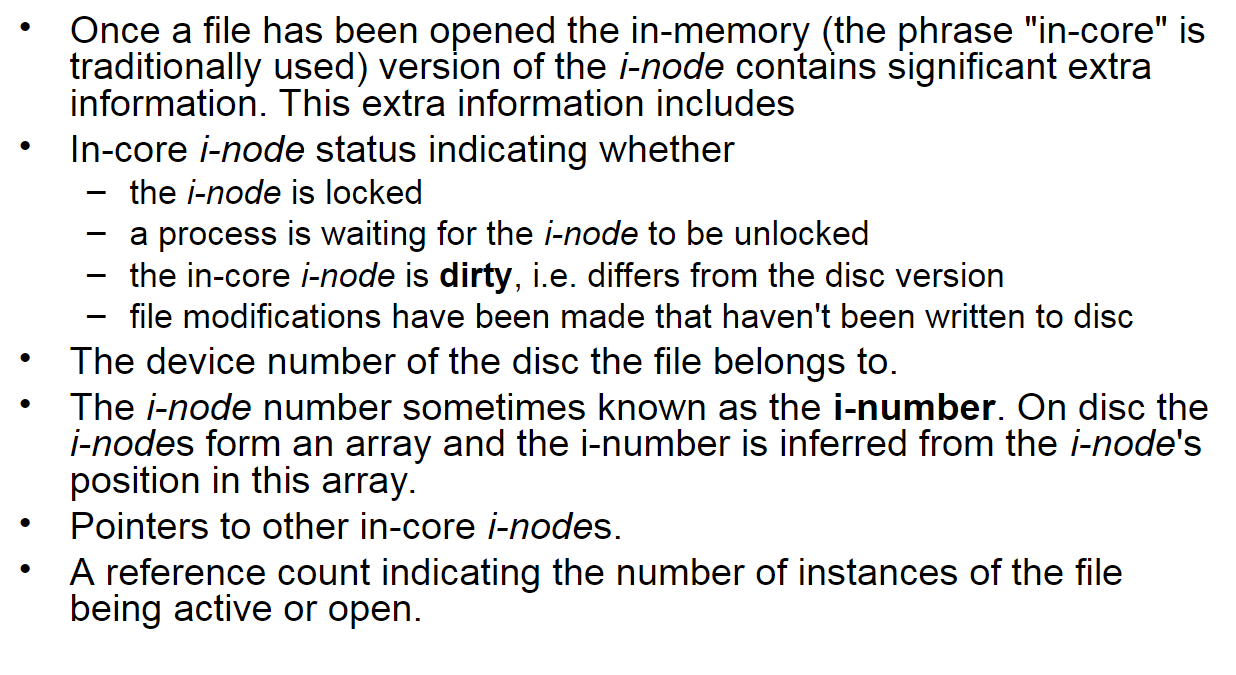 • Once a file has been opened the in-memory (the phrase "in-core" is
traditionally used) version of the i-node contains significant extra
information. This extra information includes
• In-core i-node status indicating whether
– the i-node is locked
– a process is waiting for the i-node to be unlocked
– the in-core i-node is dirty, i.e. differs from the disc version
– file modifications have been made that haven't been written to disc
• The device number of the disc the file belongs to.
• The i-node number sometimes known as the i-number. On disc the
i-nodes form an array and the i-number is inferred from the i-node's
position in this array.
• Pointers to other in-core i-nodes.
• A reference count indicating the number of instances of the file
being active or open.